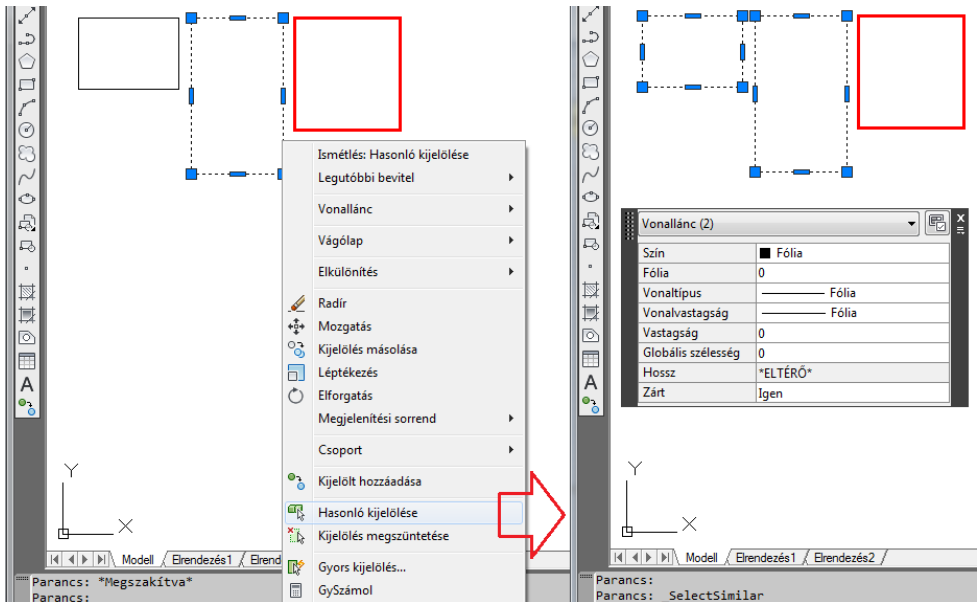 Ismétlés: Hasonló kijelölése
Legutóbbi bevitel
Vonallánc
Vágólap
Elkülönítés
Radír
Mozgatás
Kijelölés másolása
Léptékezés
Elforgatás
Megjelenítési sorrend
Csoport
Kijelölt hozzáadása
Hasonló kijelölése
Kijelölés megszüntetése
Gyors kijelölés...
GySzámol
A
Y
X
Modell Elrendezés1 Elrend
Parancs: *Megszakítva*
Parancs:
Vonallánc (2)
Szín Fólia
Fólia 0
Vonaltípus Fólia
Vonalvastagság Fólia
Vastagság 0
Globális szélesség 0
Hossz *ELTÉRŐ*
Zárt Igen
A
Y
X
Modell Elrendezés1 Elrendezés2
Parancs:
Parancs: _SelectSimilar